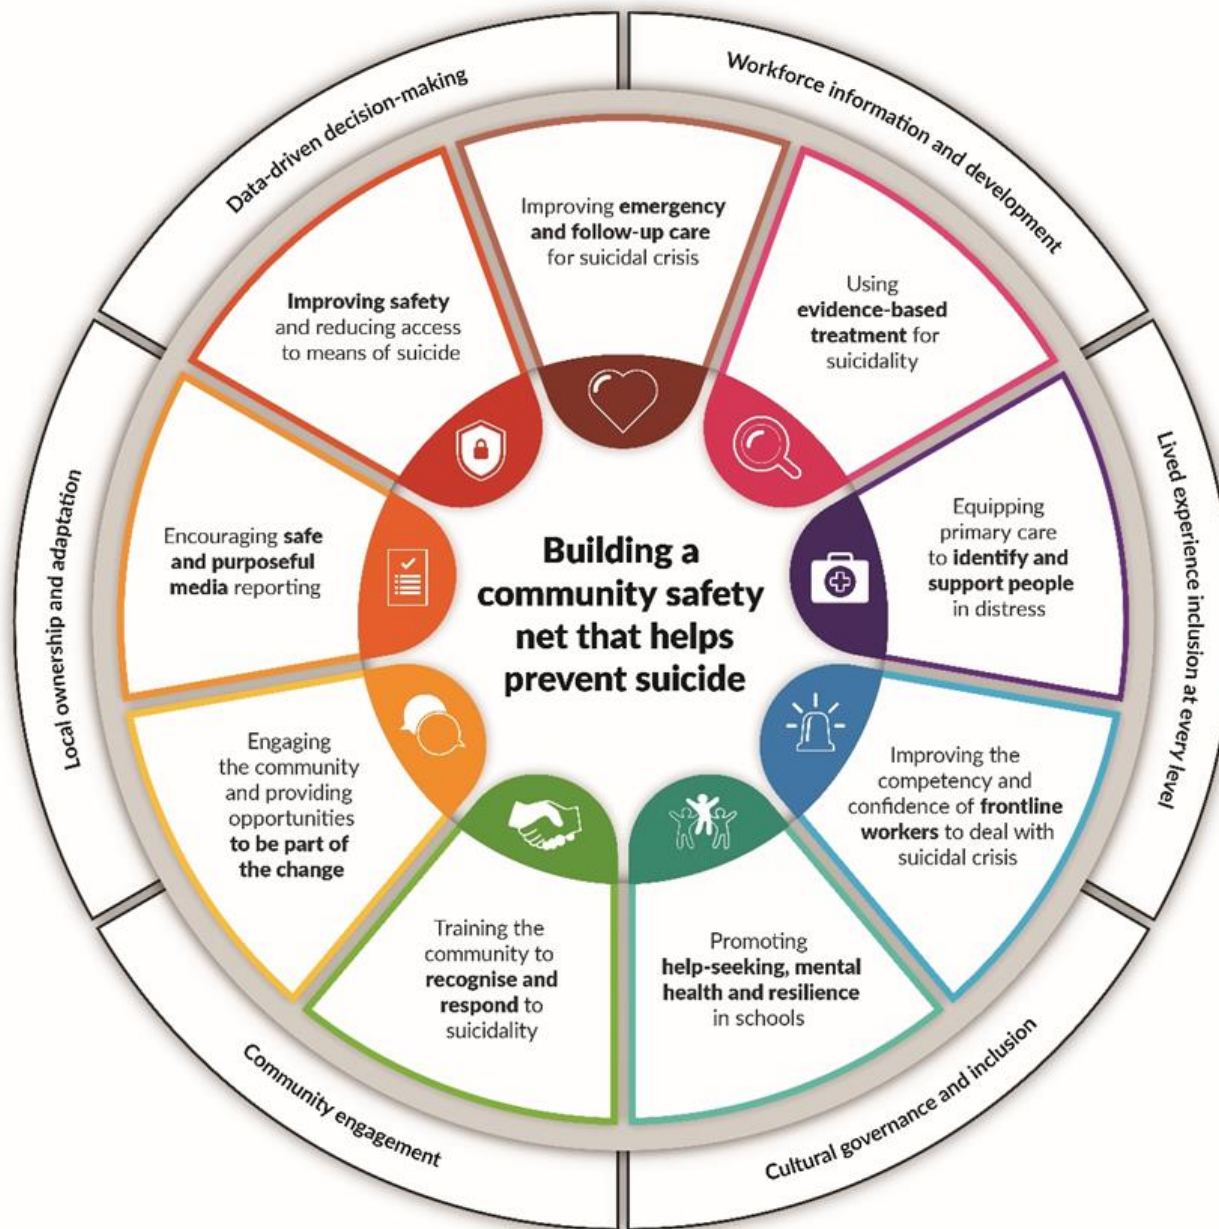 Data-driven decision-making
Workforce information and development
Lived experience inclusion at every level
Cultural governance and inclusion
Community engagement
Local ownership and adaptation
Improving emergency
and follow-up care
for suicidal crisis
Using
evidence-based
treatment for
suicidality
Equipping
primary care
to identify and
support people
in distress
Improving the
competency and
confidence of frontline
workers to deal with
suicidal crisis
Promoting
help-seeking, mental
health and resilience
in schools
Training the
community to
recognise and
respond to
suicidality
Engaging
the community
and providing
opportunities
to be part of
the change
Encouraging safe
and purposeful
media reporting
Improving safety
and reducing access
to means of suicide
Building a
community safety
net that helps
prevent suicide